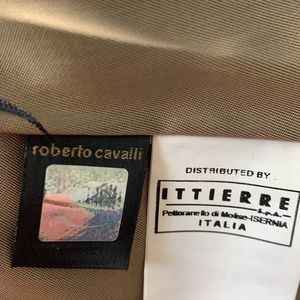 roberto cavalli
DISTRIBUTED BY
ITTIERRE
S.p.A.
Pettoranello di Molise-ISERNIA
ITALIA